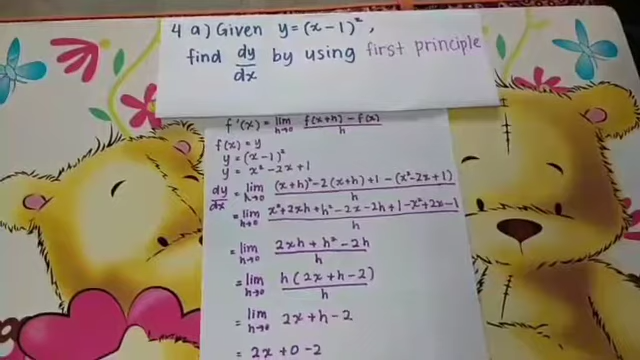 4 a) Given y = (x-1)²,
find dy/dx by using first principle
f'(x) = lim h→0 f(x+h) - f(x) / h
f(x) = y
y = (x-1)²
y = x² - 2x + 1
dy/dx = lim h→0 (x+h)² - 2(x+h) + 1 - (x² - 2x + 1) / h
= lim h→0 x² + 2xh + h² - 2x - 2h + 1 - x² + 2x - 1 / h
= lim h→0 2xh + h² - 2h / h
= lim h→0 h(2x + h - 2) / h
= lim h→0 2x + h - 2
= 2x + 0 - 2